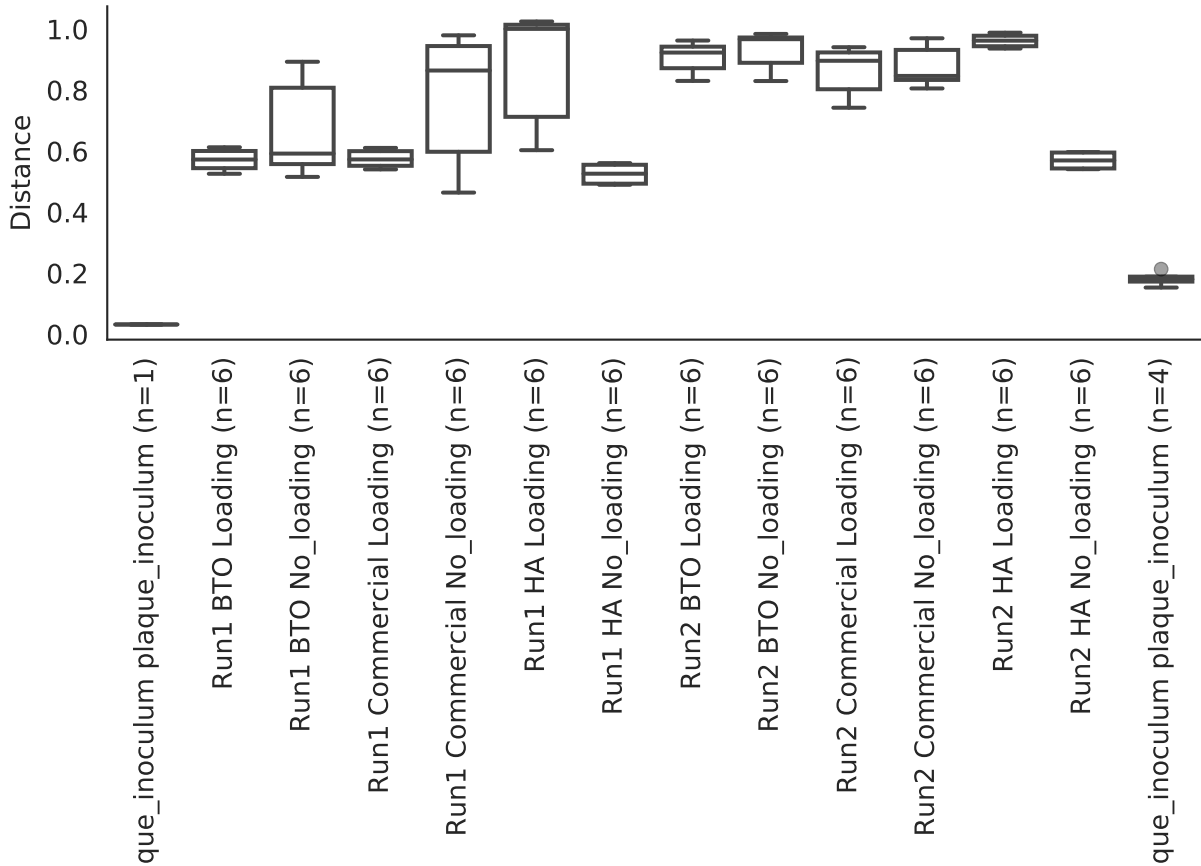 Distance
1.0
0.8
0.6
0.4
0.2
0.0
que_inoculum plaque_inoculum (n=1)
Run1 BTO Loading (n=6)
Run1 BTO No_loading (n=6)
Run1 Commercial Loading (n=6)
Run1 Commercial No_loading (n=6)
Run1 HA Loading (n=6)
Run1 HA No_loading (n=6)
Run2 BTO Loading (n=6)
Run2 BTO No_loading (n=6)
Run2 Commercial Loading (n=6)
Run2 Commercial No_loading (n=6)
Run2 HA Loading (n=6)
Run2 HA No_loading (n=6)
que_inoculum plaque_inoculum (n=4)